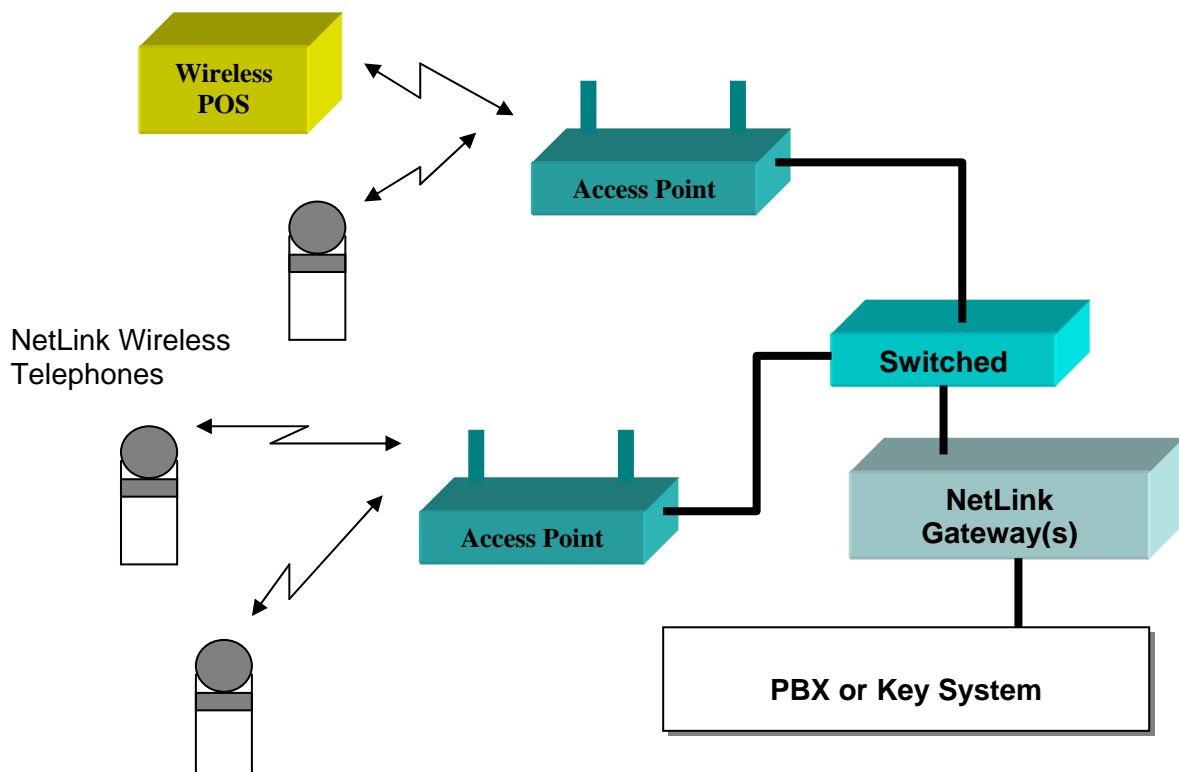 Wireless
POS
Access Point
NetLink Wireless
Telephones
Switched
Access Point
NetLink
Gateway(s)
PBX or Key System